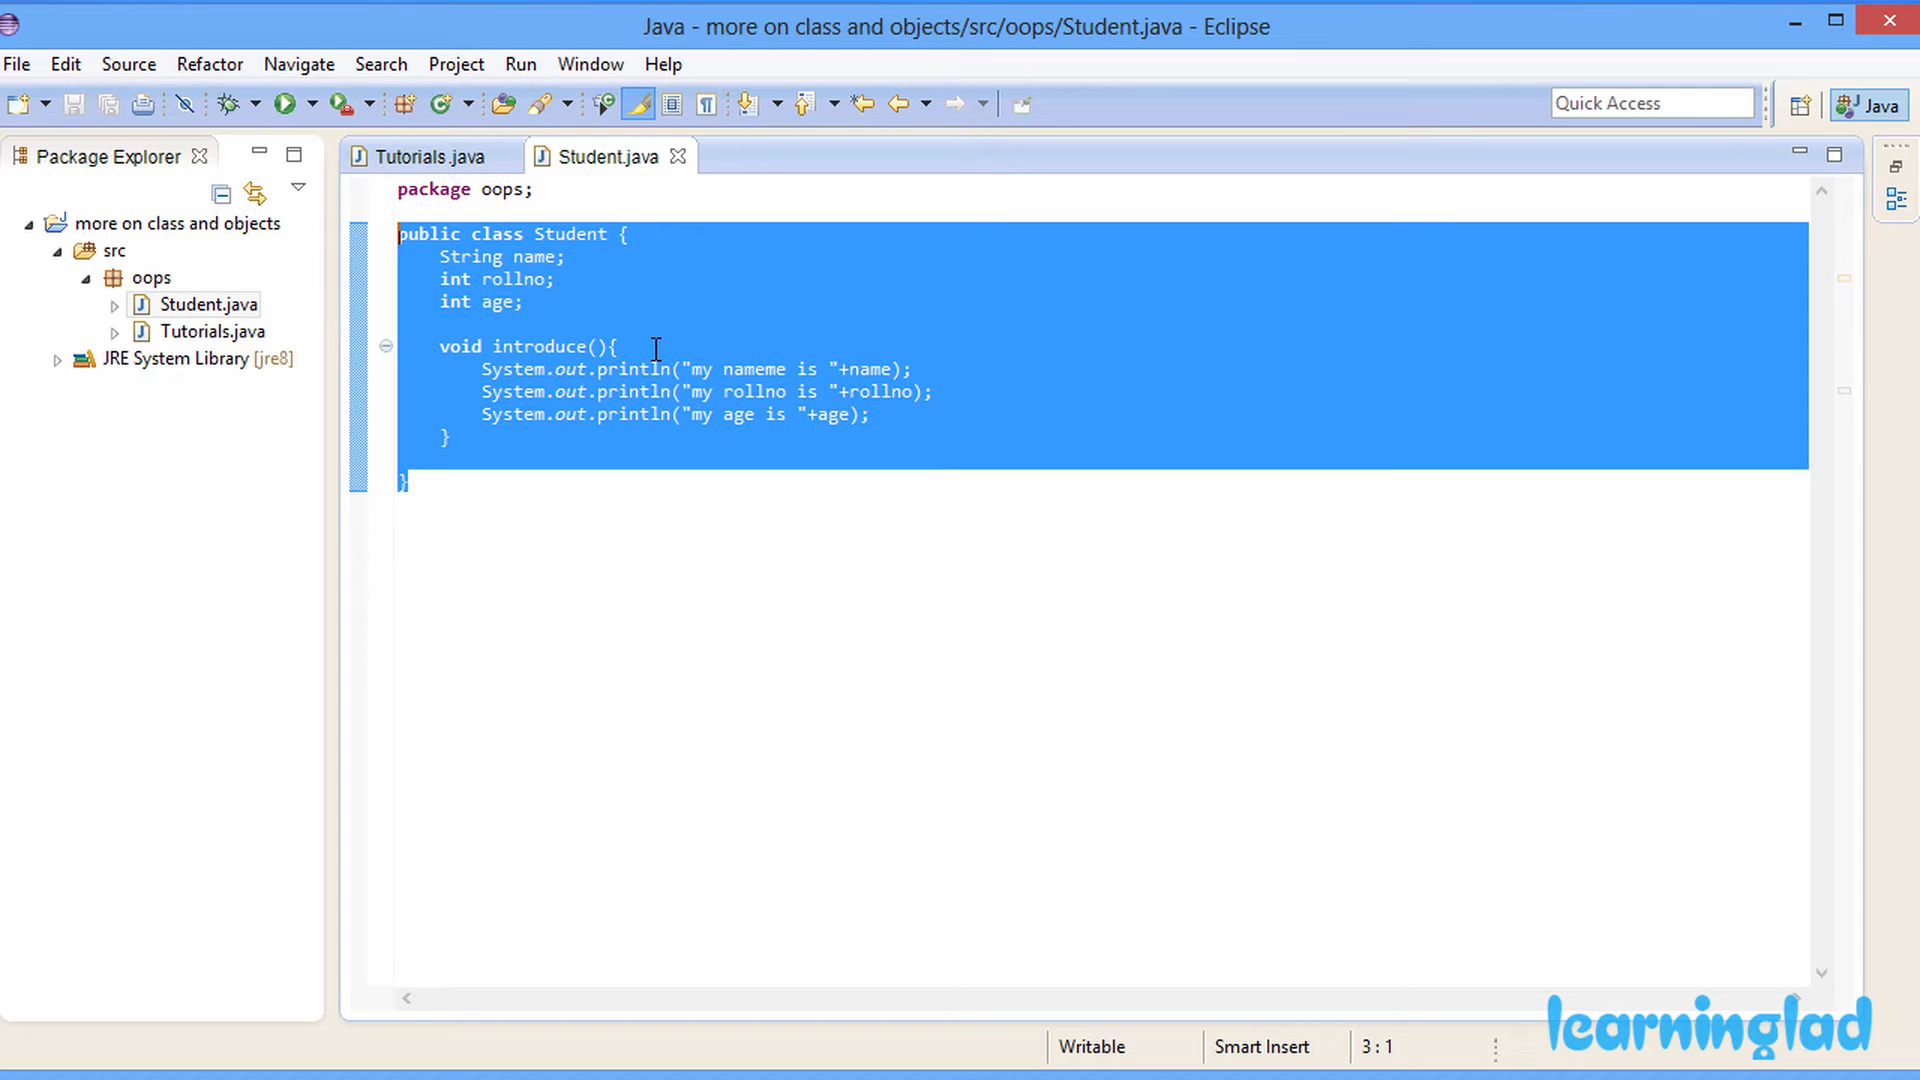 Java - more on class and objects/src/oops/Student.java - Eclipse
File Edit Source Refactor Navigate Search Project Run Window Help
Quick Access
Java
Package Explorer
Tutorials.java
Student.java
more on class and objects
src
oops
Student.java
Tutorials.java
JRE System Library [jre8]
package oops;
public class Student {
String name;
int rollno;
int age;
void introduce(){
System.out.println("my nameme is "+name);
System.out.println("my rollno is "+rollno);
System.out.println("my age is "+age);
}
}
Writable
Smart Insert
3 : 1
learninglad